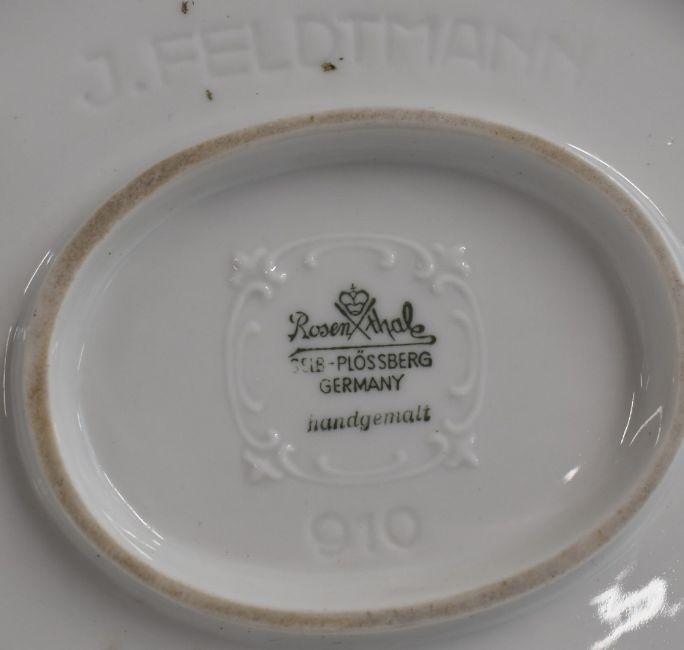 J. FELDTMANN
Rosenthal
SELB-PLÖSSBERG
GERMANY
handgemalt
910